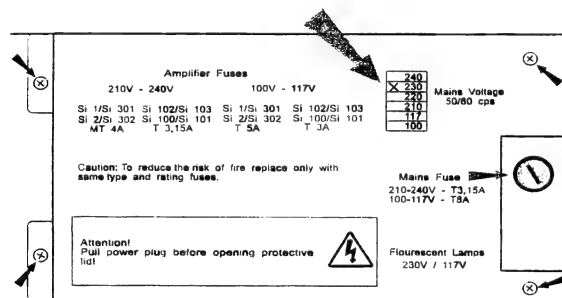 Amplifier Fuses
210V - 240V 100V - 117V
Si 1/Si 301 Si 102/Si 103 Si 1/Si 301 Si 102/Si 103
Si 2/Si 302 Si 100/Si 101 Si 2/Si 302 Si 100/Si 101
MT 4A T 3,15A T 5A T 3A
240
X 230
220
210
117
100
Mains Voltage
50/60 cps
Caution: To reduce the risk of fire replace only with
same type and rating fuses.
Mains Fuse
210-240V - T3,15A
100-117V - T8A
Attention!
Pull power plug before opening protective
lid!
Flourescent Lamps
230V / 117V